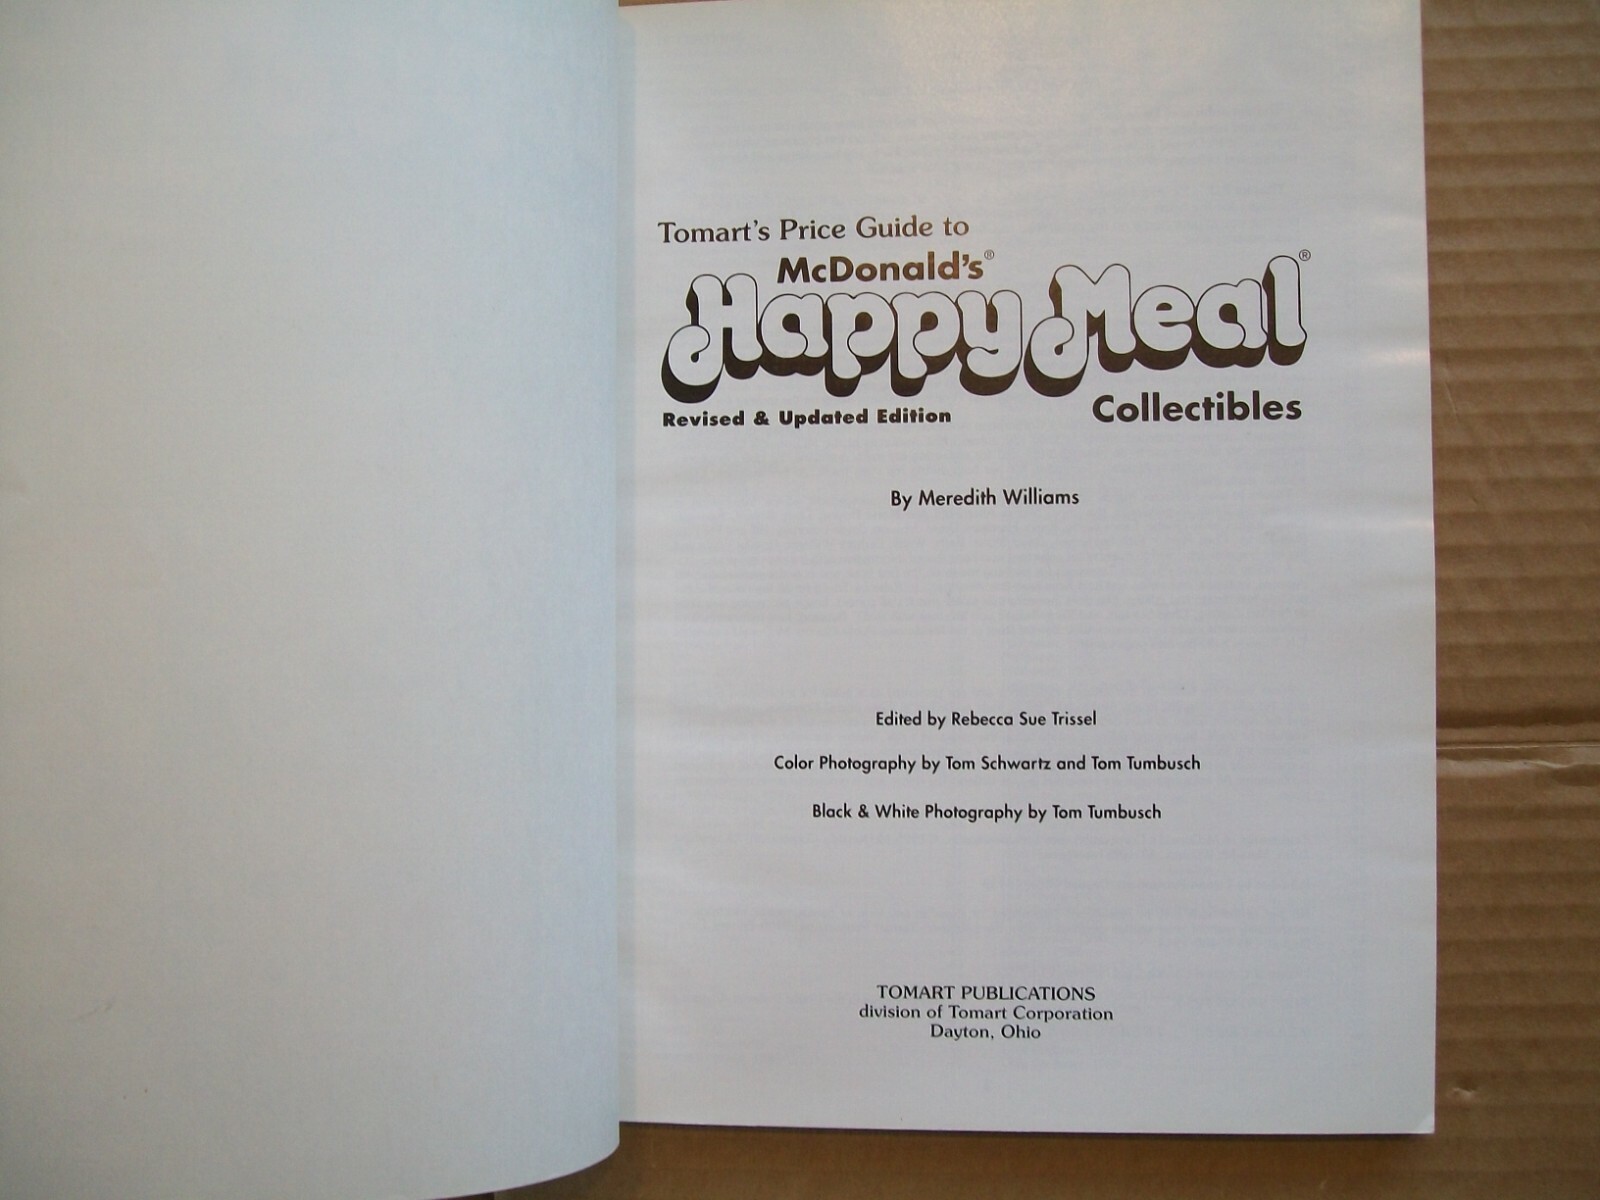 Tomart's Price Guide to
McDonald's®
Happy Meal®
Revised & Updated Edition
Collectibles
By Meredith Williams
Edited by Rebecca Sue Trissel
Color Photography by Tom Schwartz and Tom Tumbusch
Black & White Photography by Tom Tumbusch
TOMART PUBLICATIONS
division of Tomart Corporation
Dayton, Ohio